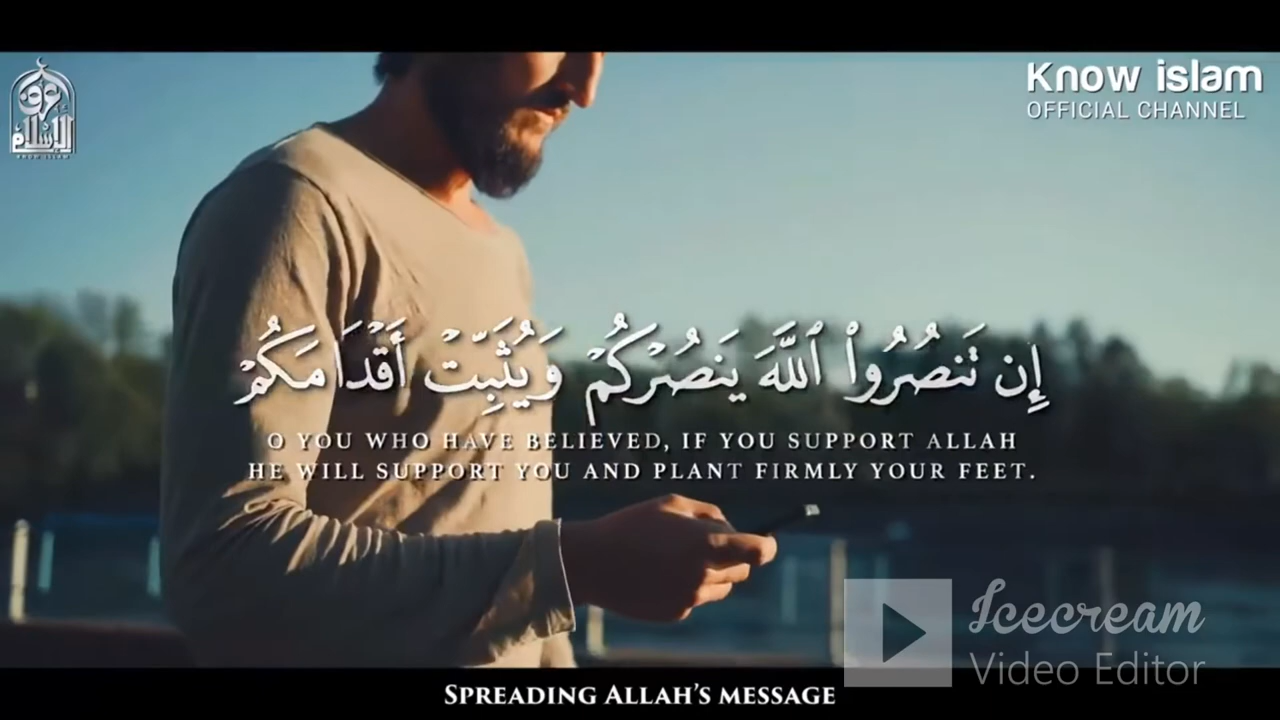 Know islam
OFFICIAL CHANNEL
إِن تَنصُرُوا۟ ٱللَّهَ يَنصُرْكُمْ وَيُثَبِّتْ أَقْدَامَكُمْ
O YOU WHO HAVE BELIEVED, IF YOU SUPPORT ALLAH
HE WILL SUPPORT YOU AND PLANT FIRMLY YOUR FEET.
Icecream
Video Editor
SPREADING ALLAH'S MESSAGE